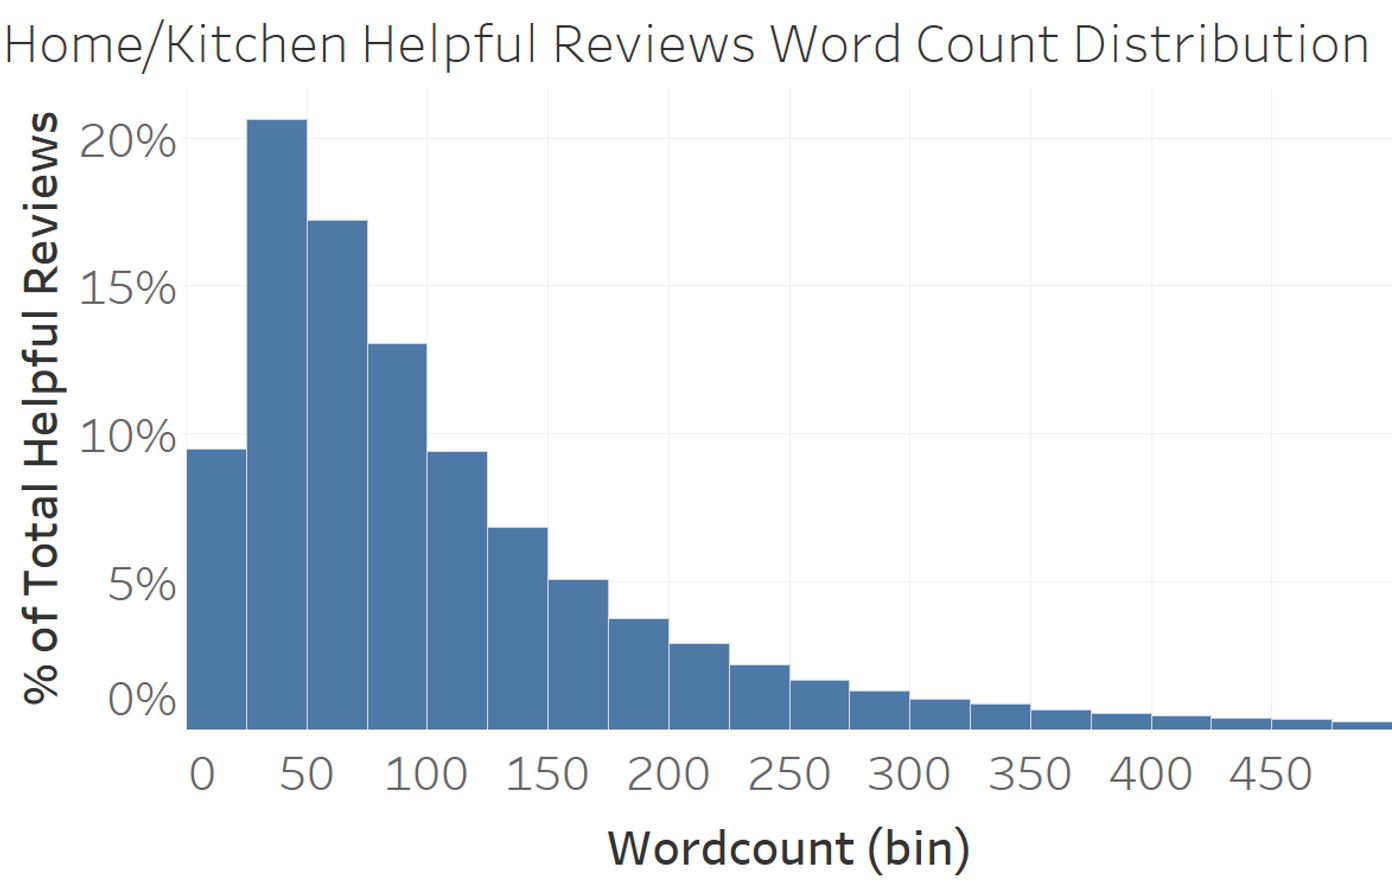 Home/Kitchen Helpful Reviews Word Count Distribution
% of Total Helpful Reviews
20%
15%
10%
5%
0%
0 50 100 150 200 250 300 350 400 450
Wordcount (bin)